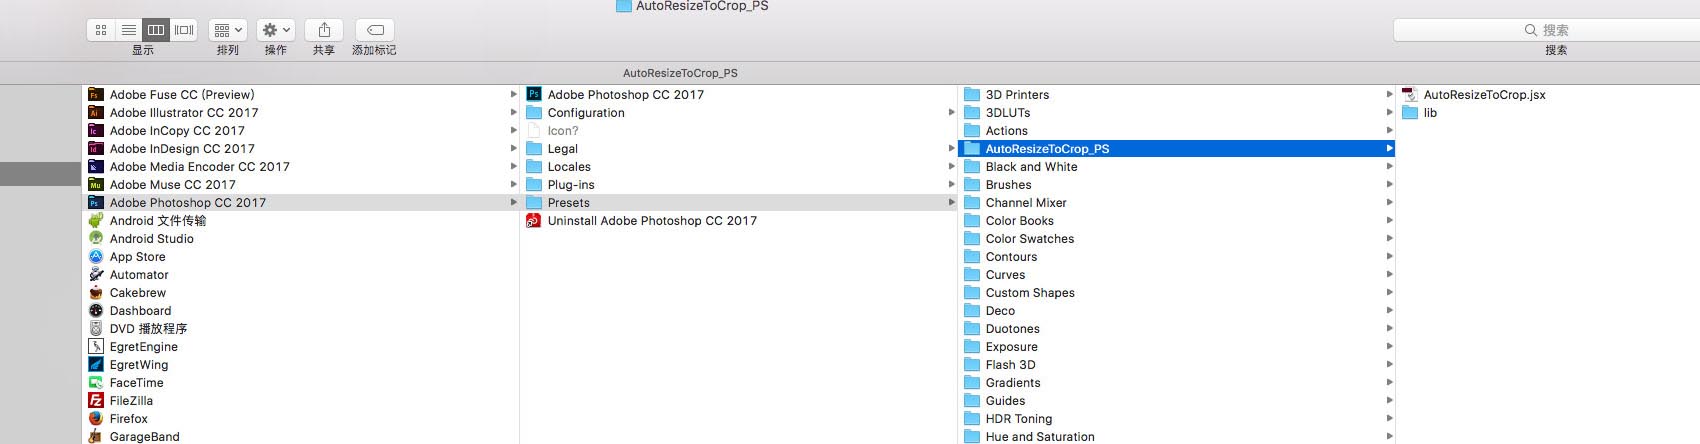 AutoResizeToCrop_PS
显示
排列
操作
共享
添加标记
搜索
搜索
AutoResizeToCrop_PS
Adobe Fuse CC (Preview)
Adobe Illustrator CC 2017
Adobe InCopy CC 2017
Adobe InDesign CC 2017
Adobe Media Encoder CC 2017
Adobe Muse CC 2017
Adobe Photoshop CC 2017
Android 文件传输
Android Studio
App Store
Automator
Cakebrew
Dashboard
DVD 播放程序
EgretEngine
EgretWing
FaceTime
FileZilla
Firefox
GarageBand
Adobe Photoshop CC 2017
Configuration
Icon?
Legal
Locales
Plug-ins
Presets
Uninstall Adobe Photoshop CC 2017
3D Printers
3DLUTs
Actions
AutoResizeToCrop_PS
Black and White
Brushes
Channel Mixer
Color Books
Color Swatches
Contours
Curves
Custom Shapes
Deco
Duotones
Exposure
Flash 3D
Gradients
Guides
HDR Toning
Hue and Saturation
AutoResizeToCrop.jsx
lib